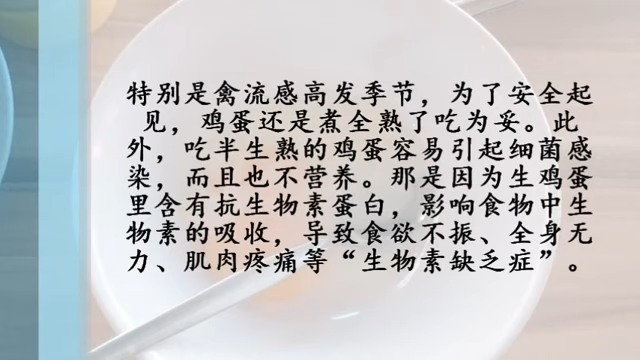 特别是禽流感高发季节，为了安全起
见，鸡蛋还是煮全熟了吃为妥。此
外，吃半生熟的鸡蛋容易引起细菌感
染，而且也不营养。那是因为生鸡蛋
里含有抗生物素蛋白，影响食物中生
物素的吸收，导致食欲不振、全身无
力、肌肉疼痛等“生物素缺乏症”。